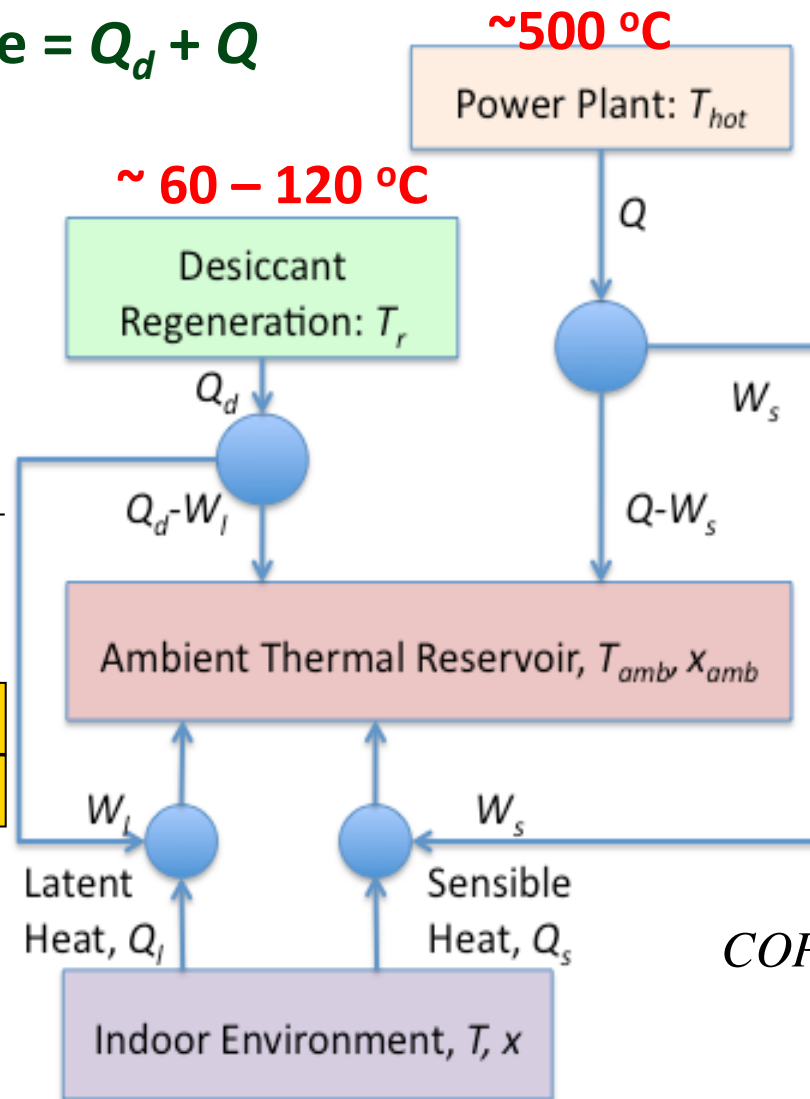 e = Q_d + Q
~500 °C
Power Plant: T_hot
~ 60 – 120 °C
Q
Desiccant
Regeneration: T_r
Q_d
W_s
Q_d-W_l
Q-W_s
Ambient Thermal Reservoir, T_amb, x_amb
W_l
W_s
Latent
Heat, Q_l
Sensible
Heat, Q_s
COP
Indoor Environment, T, x